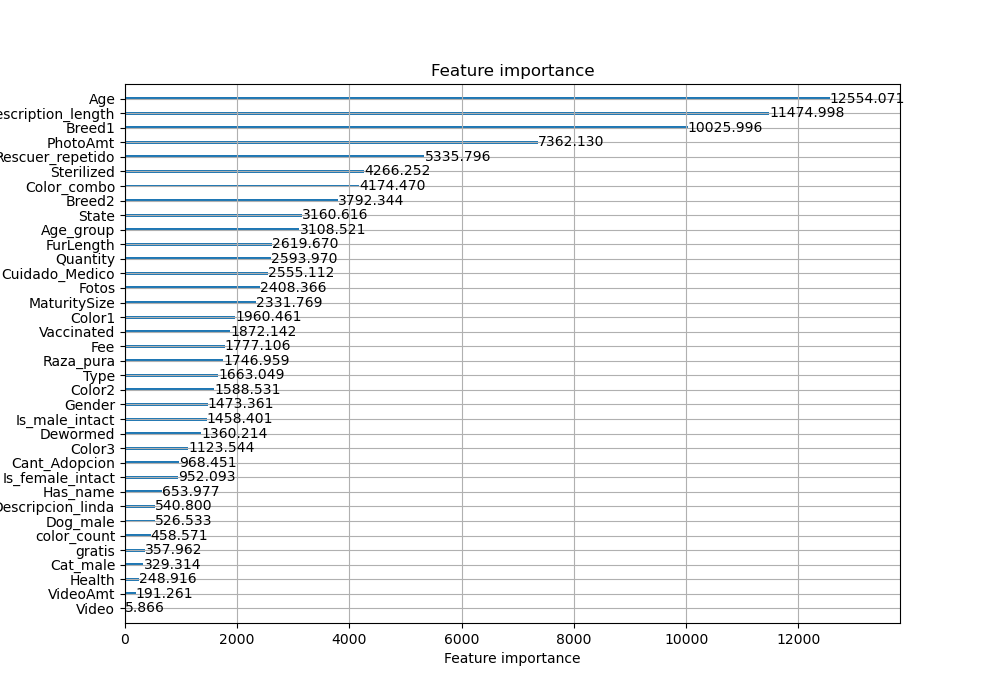 Feature importance
Age 12554.071
escription_length 11474.998
Breed1 10025.996
PhotoAmt 7362.130
Rescuer_repetido 5335.796
Sterilized 4266.252
Color_combo 4174.470
Breed2 3792.344
State 3160.616
Age_group 3108.521
FurLength 2619.670
Quantity 2593.970
Cuidado_Medico 2555.112
Fotos 2408.366
MaturitySize 2331.769
Color1 1960.461
Vaccinated 1872.142
Fee 1777.106
Raza_pura 1746.959
Type 1663.049
Color2 1588.531
Gender 1473.361
Is_male_intact 1458.401
Dewormed 1360.214
Color3 1123.544
Cant_Adopcion 968.451
Is_female_intact 952.093
Has_name 653.977
Descripcion_linda 540.800
Dog_male 526.533
color_count 458.571
gratis 357.962
Cat_male 329.314
Health 248.916
VideoAmt 191.261
Video 5.866
0 2000 4000 6000 8000 10000 12000
Feature importance